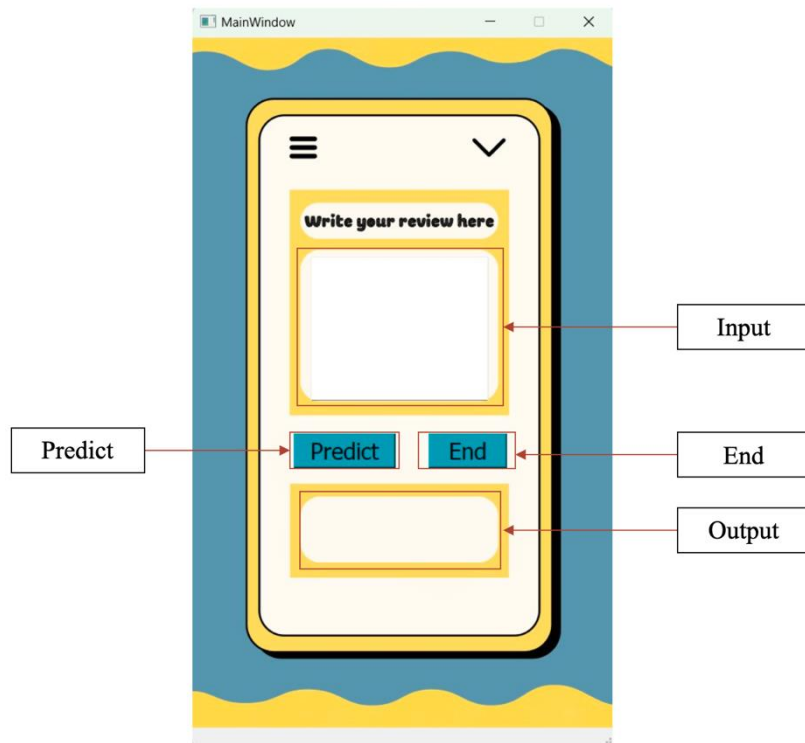 MainWindow
Write your review here
Input
Predict
Predict
End
End
Output